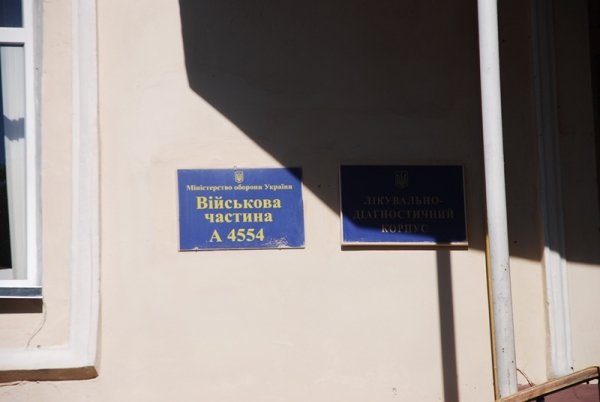 Міністерство оборони України
Військова
частина
А 4554
ЛІКУВАЛЬНО-
ДІАГНОСТИЧНИЙ
КОРПУС